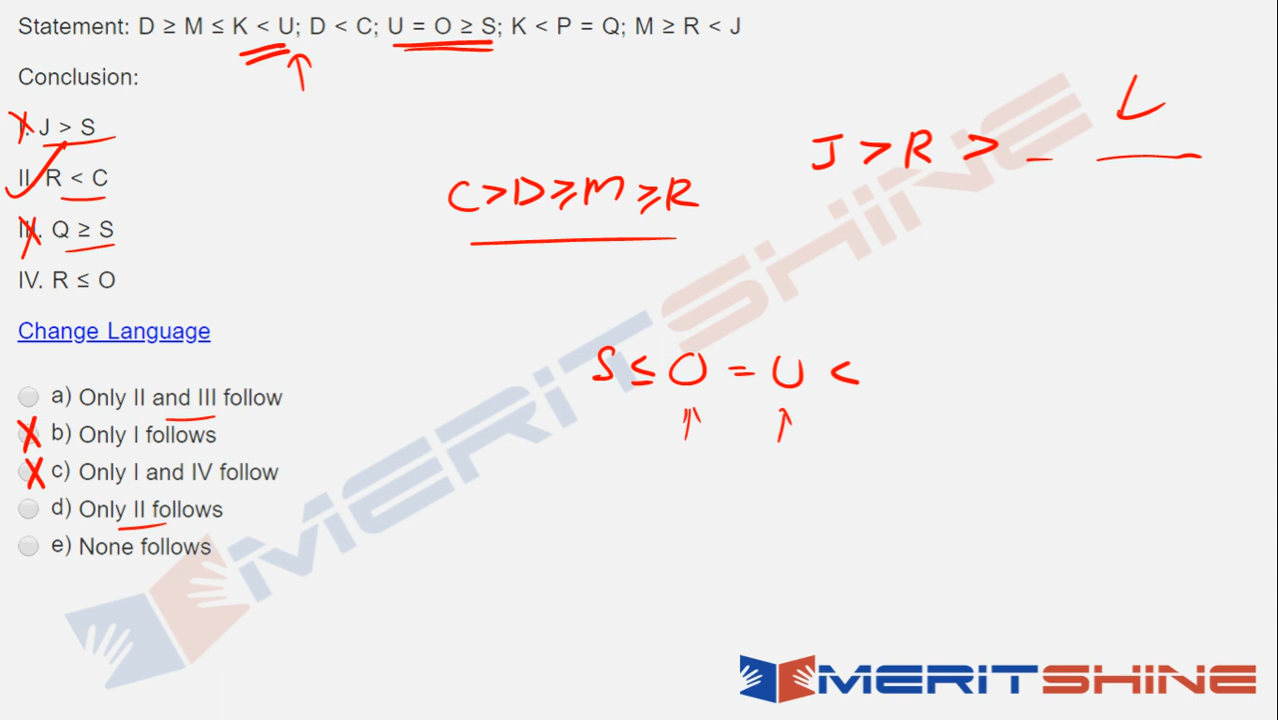 Statement: D ≥ M ≤ K < U; D < C; U = O ≥ S; K < P = Q; M ≥ R < J
Conclusion:
I. J > S
J > R >
II. R < C
C > D ≥ M ≥ R
III. Q ≥ S
IV. R ≤ O
Change Language
S ≤ O = U <
a) Only II and III follow
b) Only I follows
c) Only I and IV follow
d) Only II follows
e) None follows
MERITSHINE
MERITSHINE